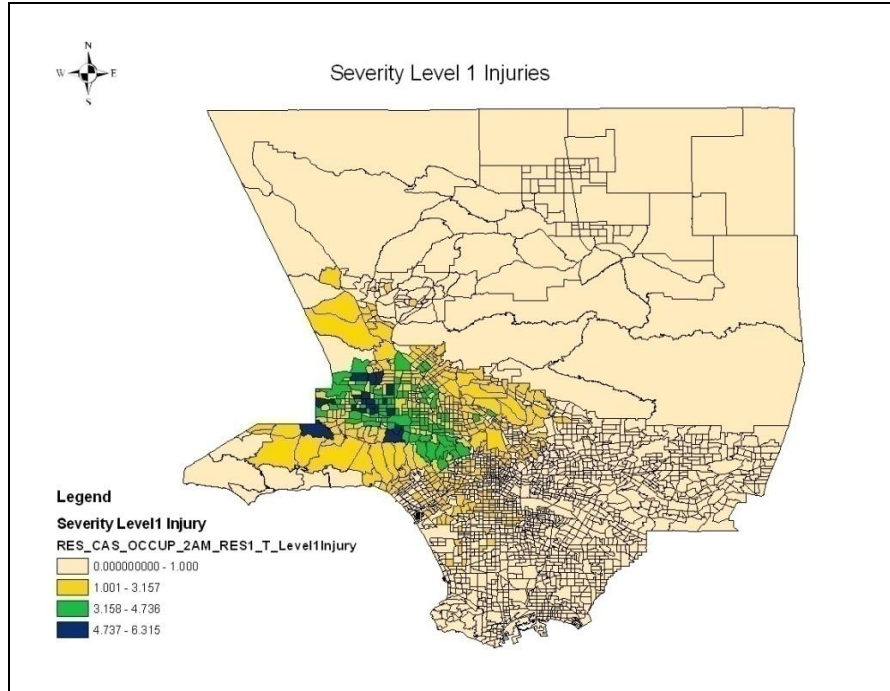 N
Severity Level 1 Injuries
W E
S
Legend
Severity Level1 Injury
RES_CAS_OCCUP_2AM_RES1_T_Level1Injury
0.000000000 - 1.000
1.001 - 3.157
3.158 - 4.736
4.737 - 6.315